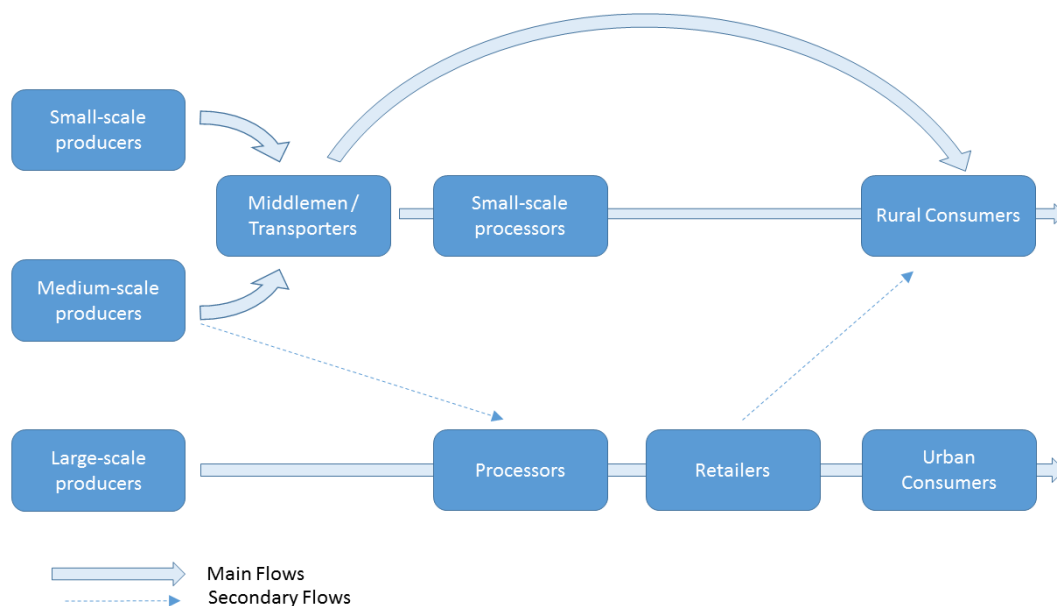 Small-scale
producers
Middlemen /
Transporters
Small-scale
processors
Rural Consumers
Medium-scale
producers
Large-scale
producers
Processors
Retailers
Urban
Consumers
Main Flows
Secondary Flows